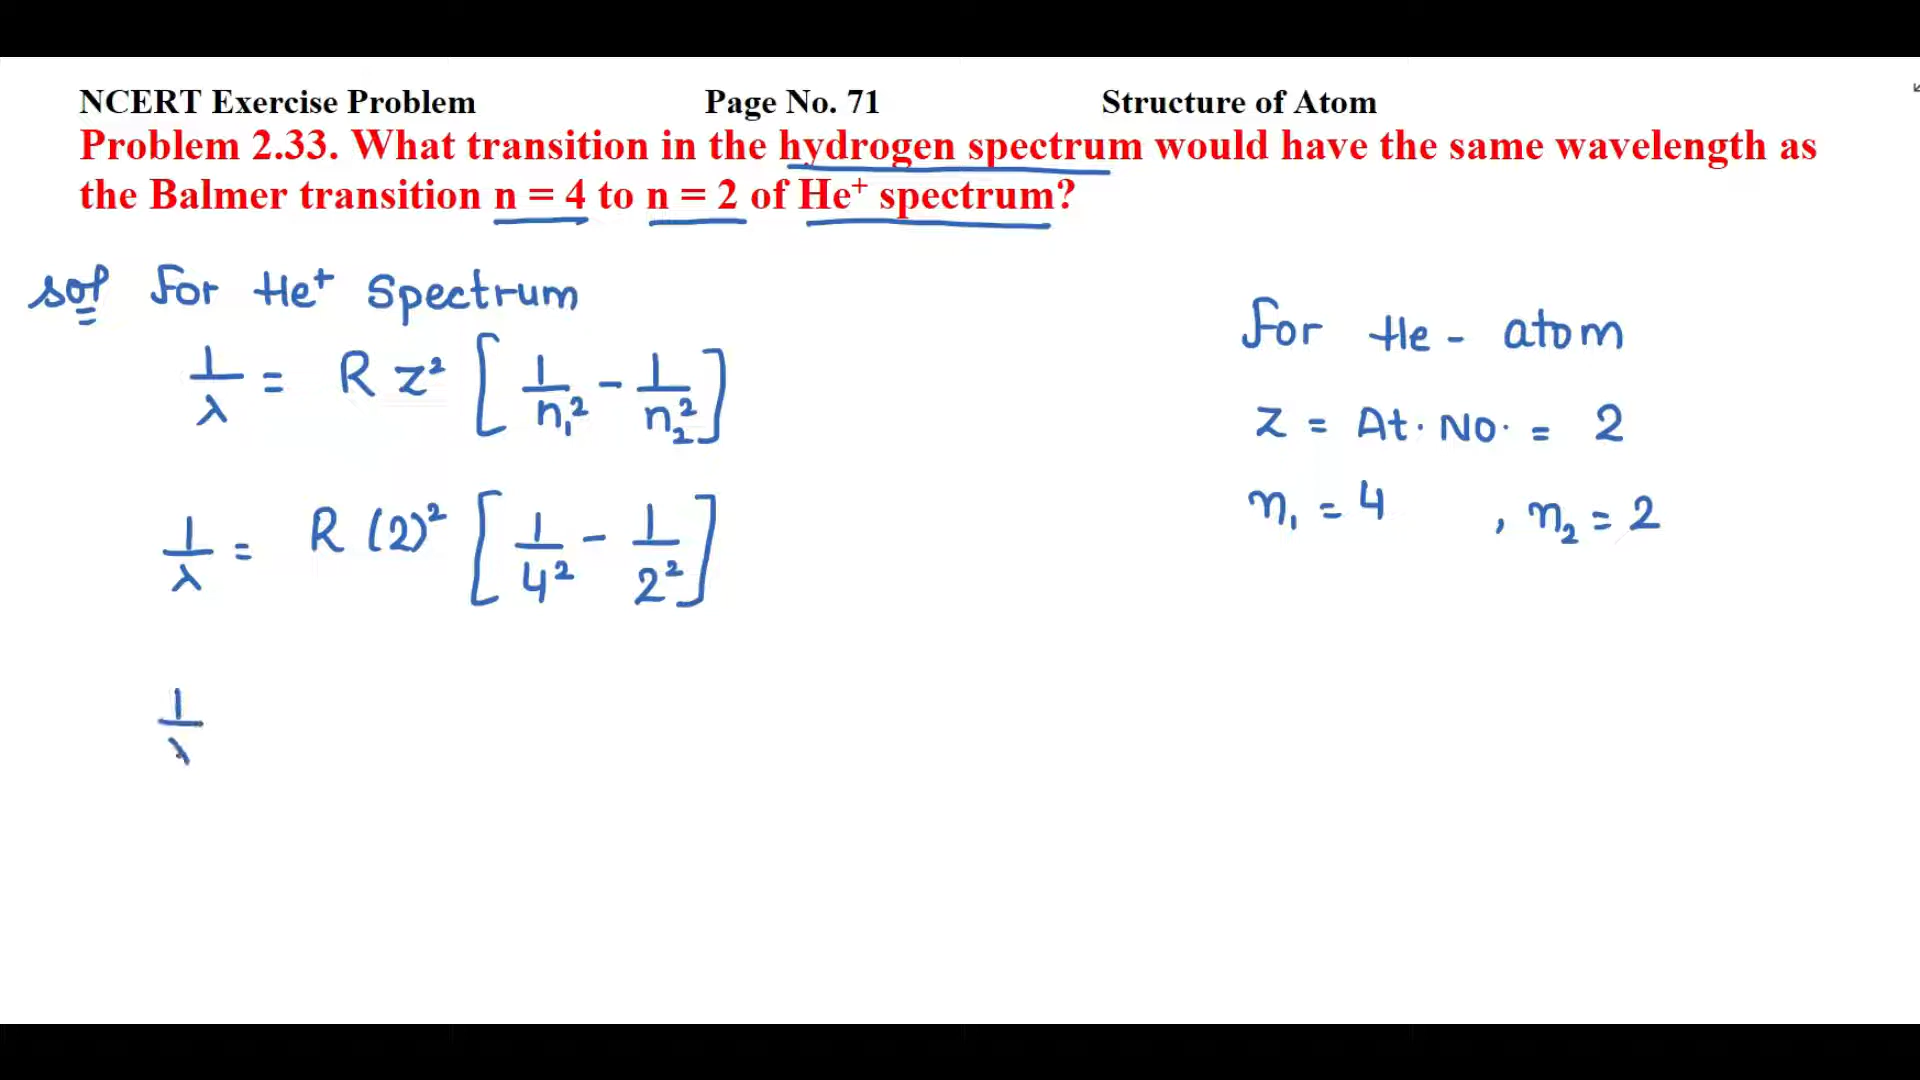 NCERT Exercise Problem Page No. 71 Structure of Atom
Problem 2.33. What transition in the hydrogen spectrum would have the same wavelength as
the Balmer transition n = 4 to n = 2 of He⁺ spectrum?
Sol For He⁺ Spectrum
1/λ = R z² [ 1/n₁² - 1/n₂² ]
1/λ = R (2)² [ 1/4² - 1/2² ]
1/λ
For He - atom
z = At. No. = 2
n₁ = 4 , n₂ = 2